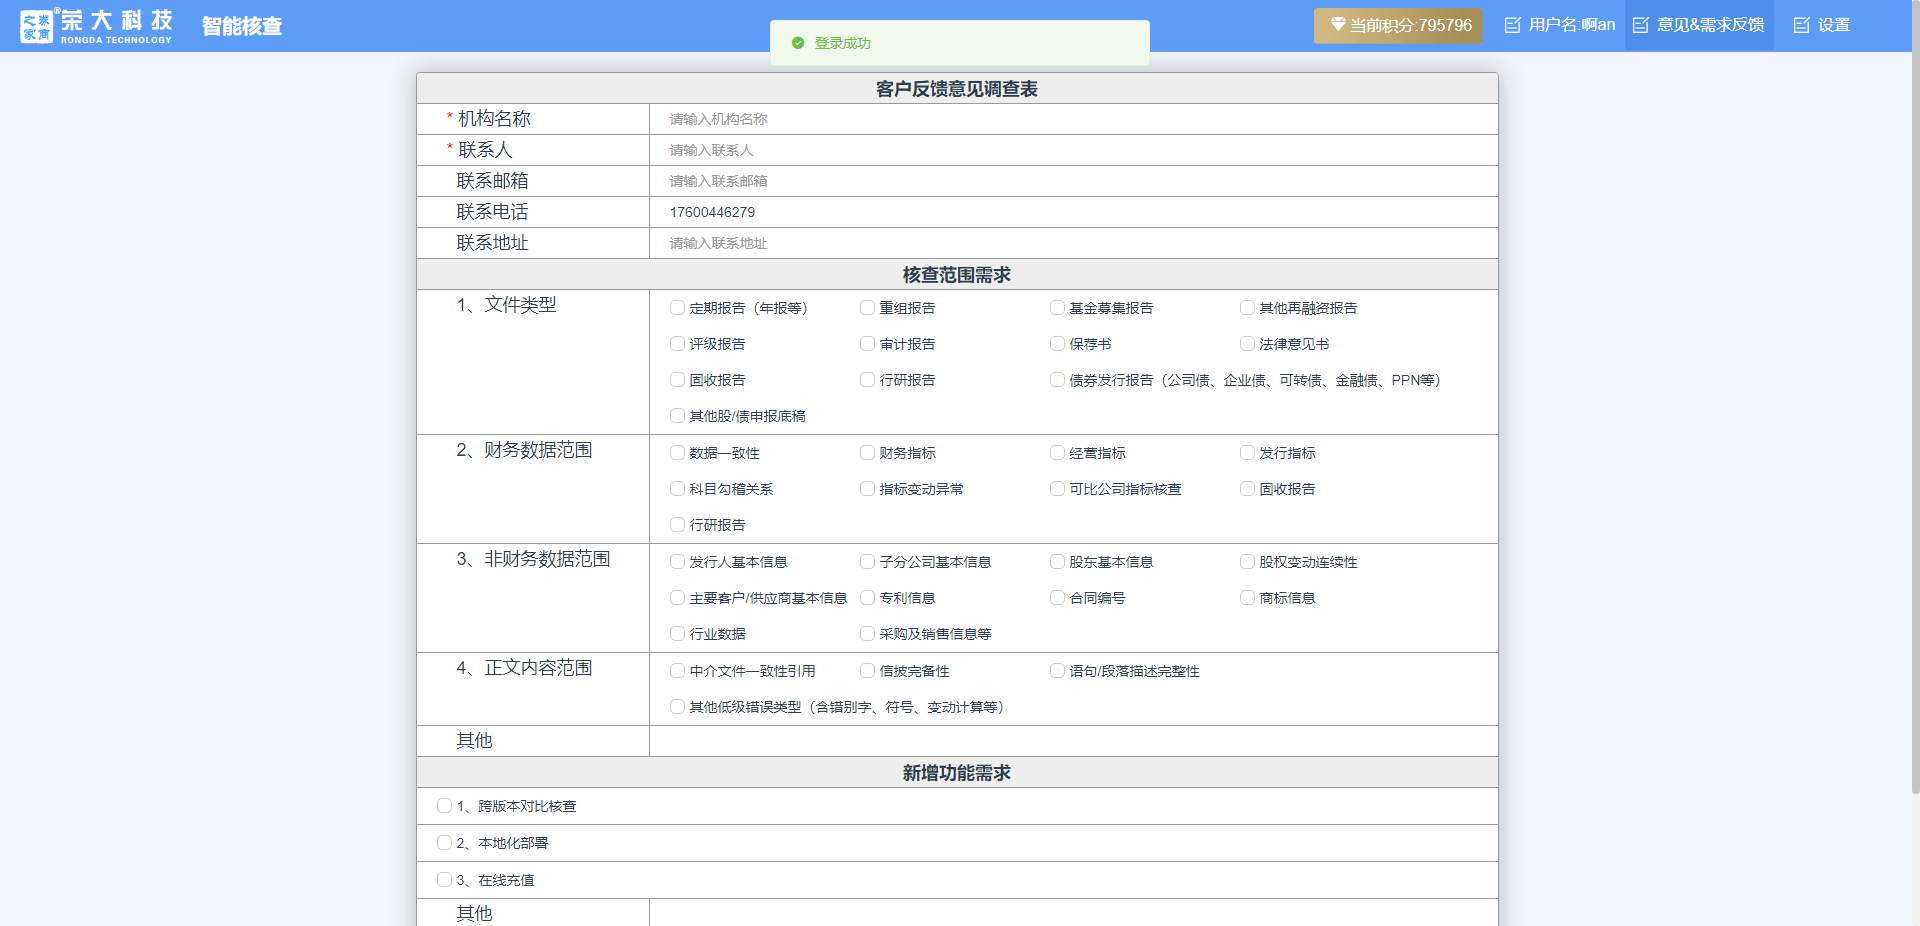 之荣
家商
®
荣大科技
RONGDA TECHNOLOGY
智能核查
登录成功
当前积分:795796
用户名:啊an
意见&需求反馈
设置
客户反馈意见调查表
* 机构名称
请输入机构名称
* 联系人
请输入联系人
联系邮箱
请输入联系邮箱
联系电话
17600446279
联系地址
请输入联系地址
核查范围需求
1、文件类型
定期报告（年报等） 重组报告 基金募集报告 其他再融资报告
评级报告 审计报告 保荐书 法律意见书
固收报告 行研报告 债券发行报告（公司债、企业债、可转债、金融债、PPN等）
其他股/债申报底稿
2、财务数据范围
数据一致性 财务指标 经营指标 发行指标
科目勾稽关系 指标变动异常 可比公司指标核查 固收报告
行研报告
3、非财务数据范围
发行人基本信息 子分公司基本信息 股东基本信息 股权变动连续性
主要客户/供应商基本信息 专利信息 合同编号 商标信息
行业数据 采购及销售信息等
4、正文内容范围
中介文件一致性引用 信披完备性 语句/段落描述完整性
其他低级错误类型（含错别字、符号、变动计算等）
其他
新增功能需求
1、跨版本对比核查
2、本地化部署
3、在线充值
其他